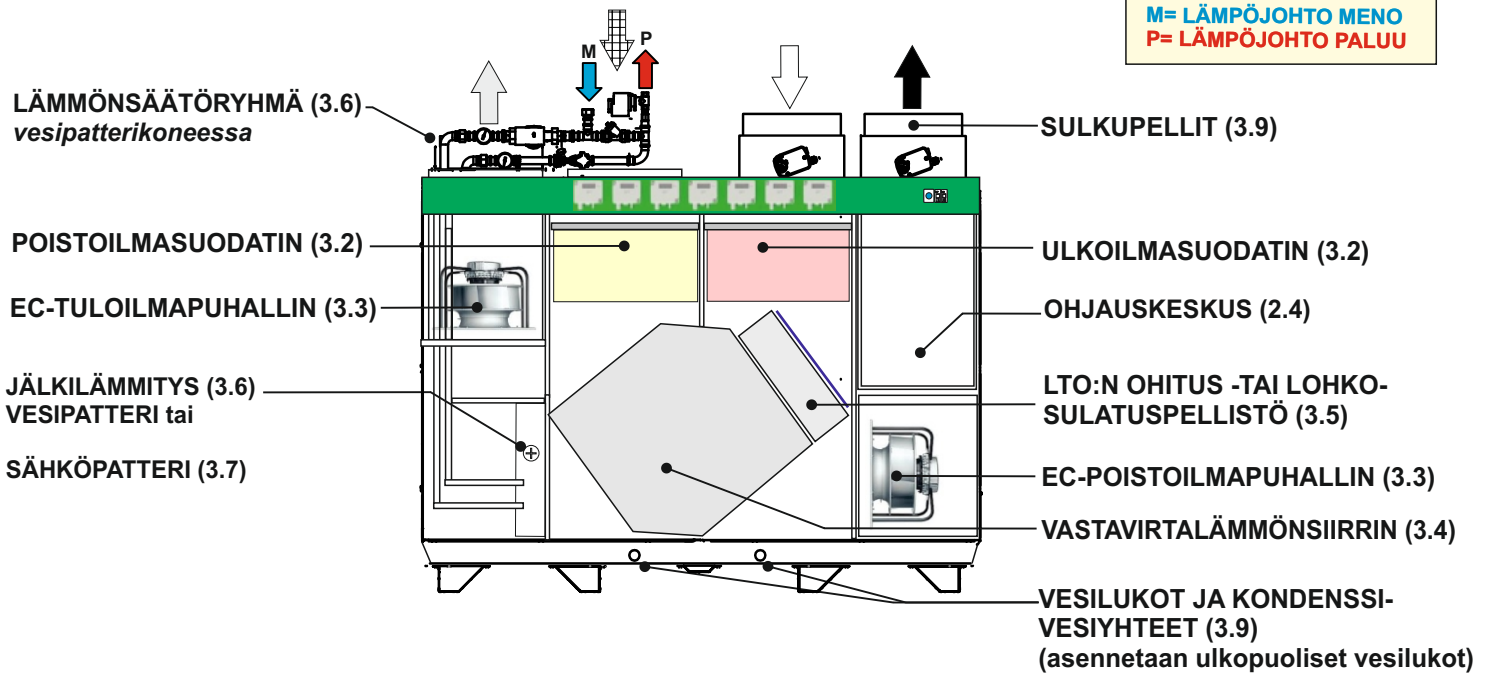 M= LÄMPÖJOHTO MENO
P= LÄMPÖJOHTO PALUU
M
P
LÄMMÖNSÄÄTÖRYHMÄ (3.6)
vesipatterikoneessa
POISTOILMASUODATIN (3.2)
EC-TULOILMAPUHALLIN (3.3)
JÄLKILÄMMITYS (3.6)
VESIPATTERI tai
SÄHKÖPATTERI (3.7)
SULKUPELLIT (3.9)
ULKOILMASUODATIN (3.2)
OHJAUSKESKUS (2.4)
LTO:N OHITUS -TAI LOHKO-
SULATUSPELLISTÖ (3.5)
EC-POISTOILMAPUHALLIN (3.3)
VASTAVIRTALÄMMÖNSIIRRIN (3.4)
VESILUKOT JA KONDENSSI-
VESIYHTEET (3.9)
(asennetaan ulkopuoliset vesilukot)